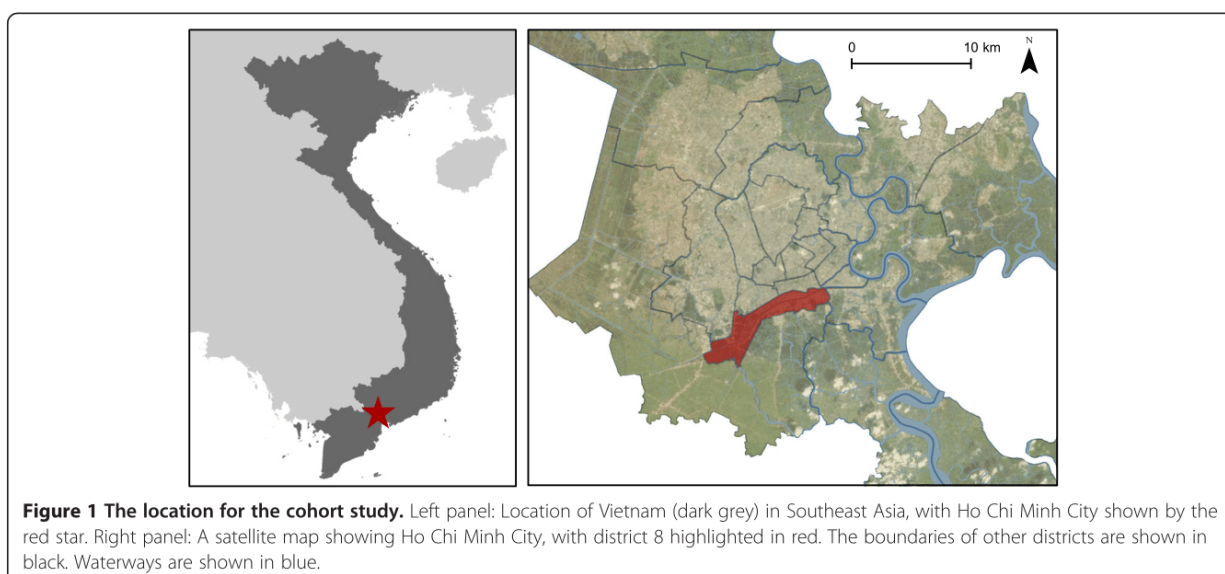 0 10 km
N
Figure 1 The location for the cohort study. Left panel: Location of Vietnam (dark grey) in Southeast Asia, with Ho Chi Minh City shown by the
red star. Right panel: A satellite map showing Ho Chi Minh City, with district 8 highlighted in red. The boundaries of other districts are shown in
black. Waterways are shown in blue.